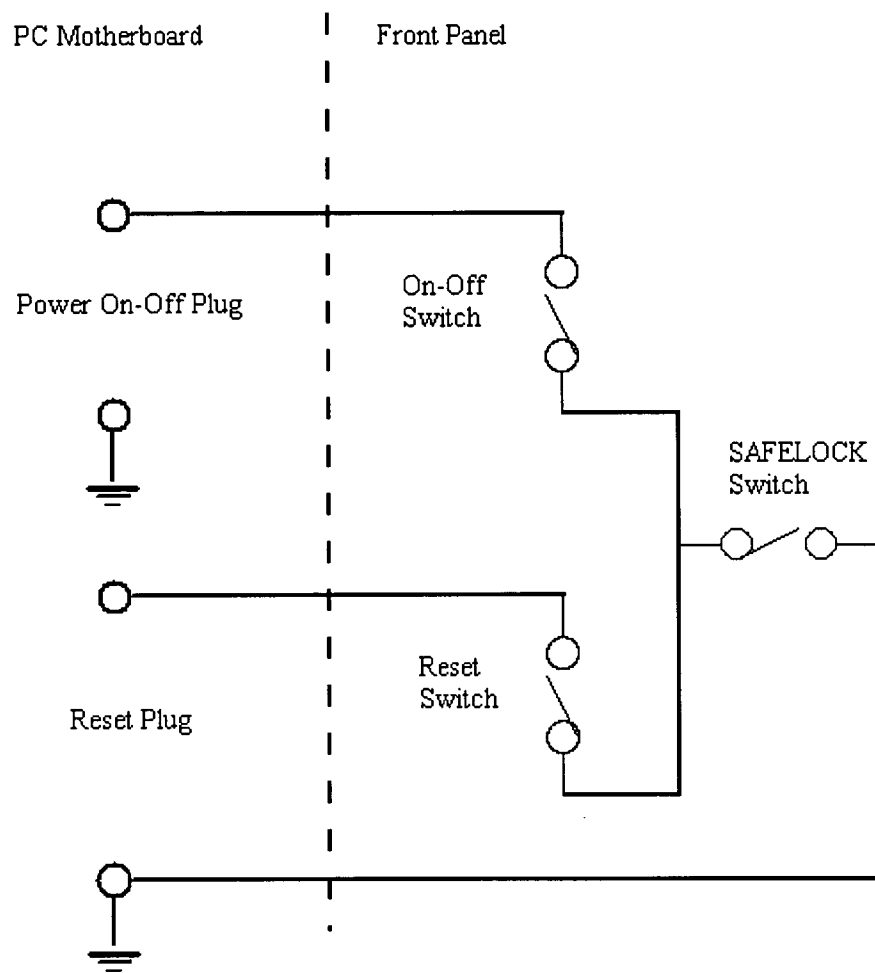 PC Motherboard
Front Panel
On-Off
Switch
Power On-Off Plug
SAFELOCK
Switch
Reset
Switch
Reset Plug